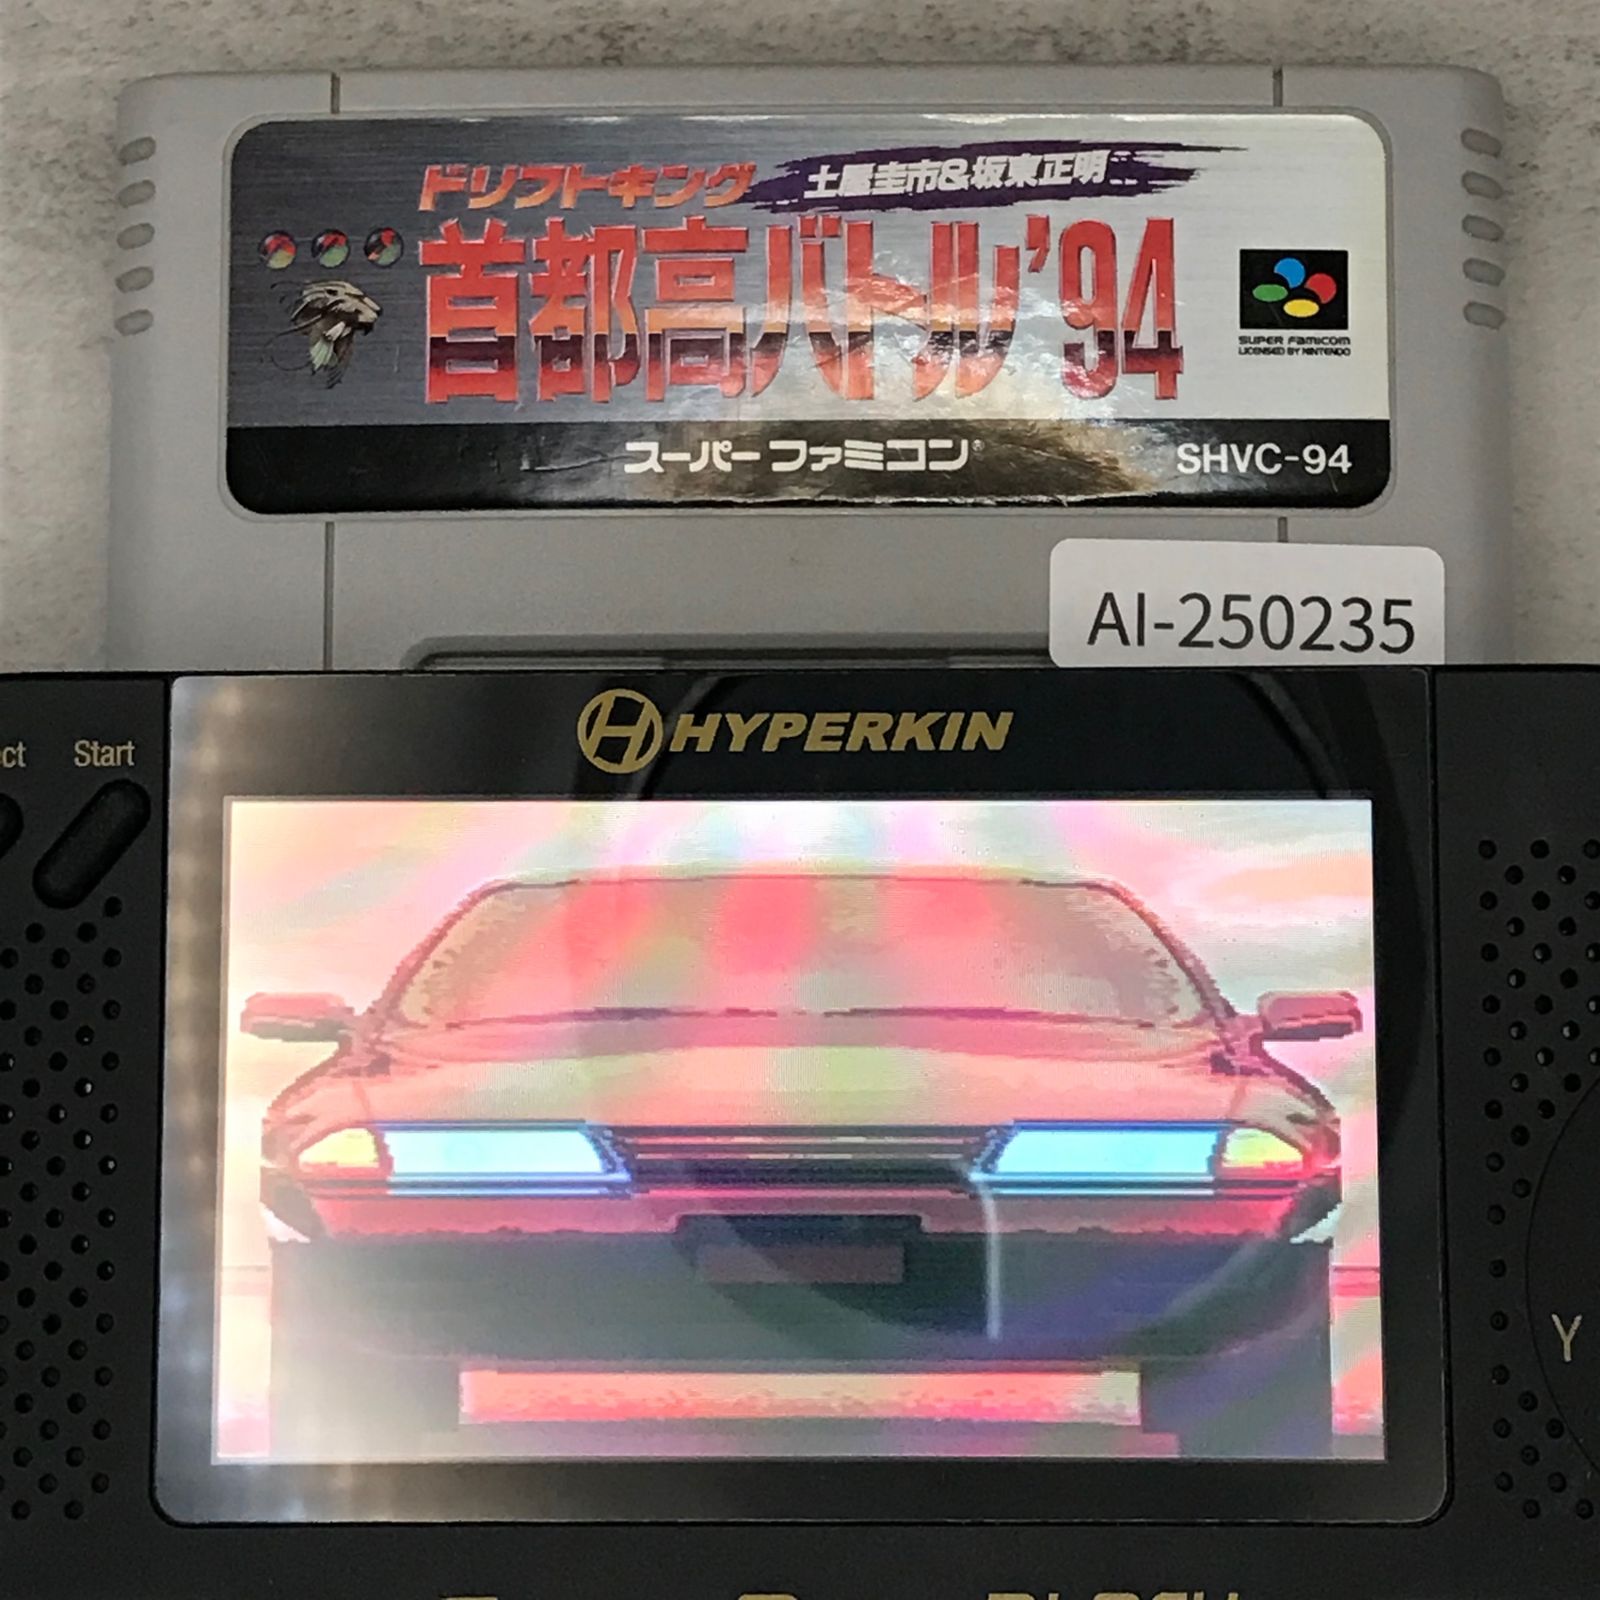 ドリフトキング 土屋圭市&坂東正明
首都高バトル'94
SUPER FAMICOM
LICENSED BY NINTENDO
スーパーファミコン®
SHVC-94
AI-250235
HYPERKIN
ct
Start
Y